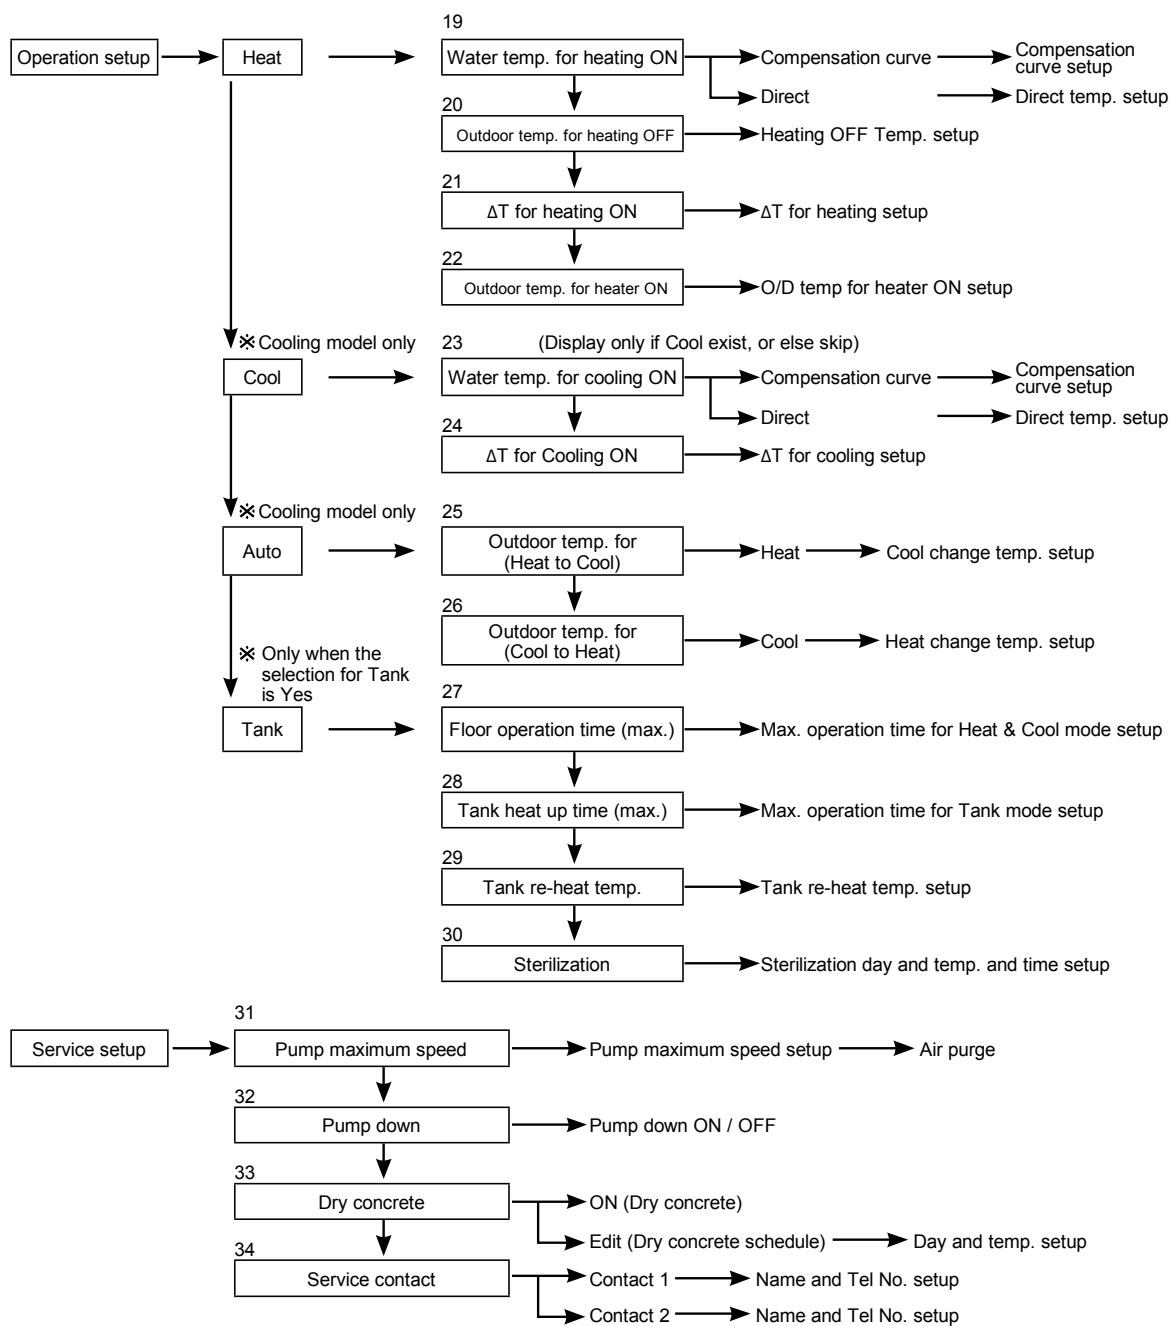 19
Operation setup
Heat
Water temp. for heating ON
Compensation curve
Compensation
curve setup
Direct
Direct temp. setup
20
Outdoor temp. for heating OFF
Heating OFF Temp. setup
21
ΔT for heating ON
ΔT for heating setup
22
Outdoor temp. for heater ON
O/D temp for heater ON setup
※ Cooling model only
23
(Display only if Cool exist, or else skip)
Cool
Water temp. for cooling ON
Compensation curve
Compensation
curve setup
Direct
Direct temp. setup
24
ΔT for Cooling ON
ΔT for cooling setup
※ Cooling model only
25
Auto
Outdoor temp. for
(Heat to Cool)
Heat
Cool change temp. setup
26
Outdoor temp. for
(Cool to Heat)
Cool
Heat change temp. setup
※ Only when the
selection for Tank
is Yes
27
Tank
Floor operation time (max.)
Max. operation time for Heat & Cool mode setup
28
Tank heat up time (max.)
Max. operation time for Tank mode setup
29
Tank re-heat temp.
Tank re-heat temp. setup
30
Sterilization
Sterilization day and temp. and time setup
31
Service setup
Pump maximum speed
Pump maximum speed setup
Air purge
32
Pump down
Pump down ON / OFF
33
Dry concrete
ON (Dry concrete)
Edit (Dry concrete schedule)
Day and temp. setup
34
Service contact
Contact 1
Name and Tel No. setup
Contact 2
Name and Tel No. setup